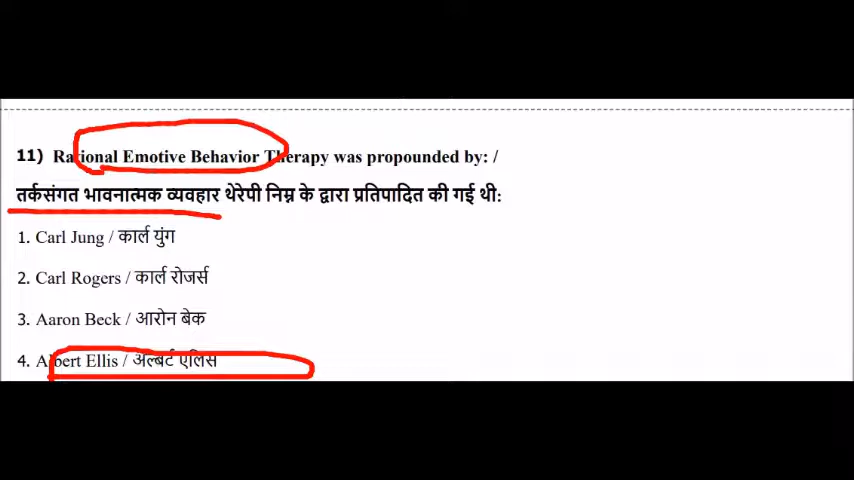 11) Rational Emotive Behavior Therapy was propounded by: /
तर्कसंगत भावनात्मक व्यवहार थेरेपी निम्न के द्वारा प्रतिपादित की गई थी:
1. Carl Jung / कार्ल युंग
2. Carl Rogers / कार्ल रोजर्स
3. Aaron Beck / आरोन बेक
4. Albert Ellis / अल्बर्ट एलिस